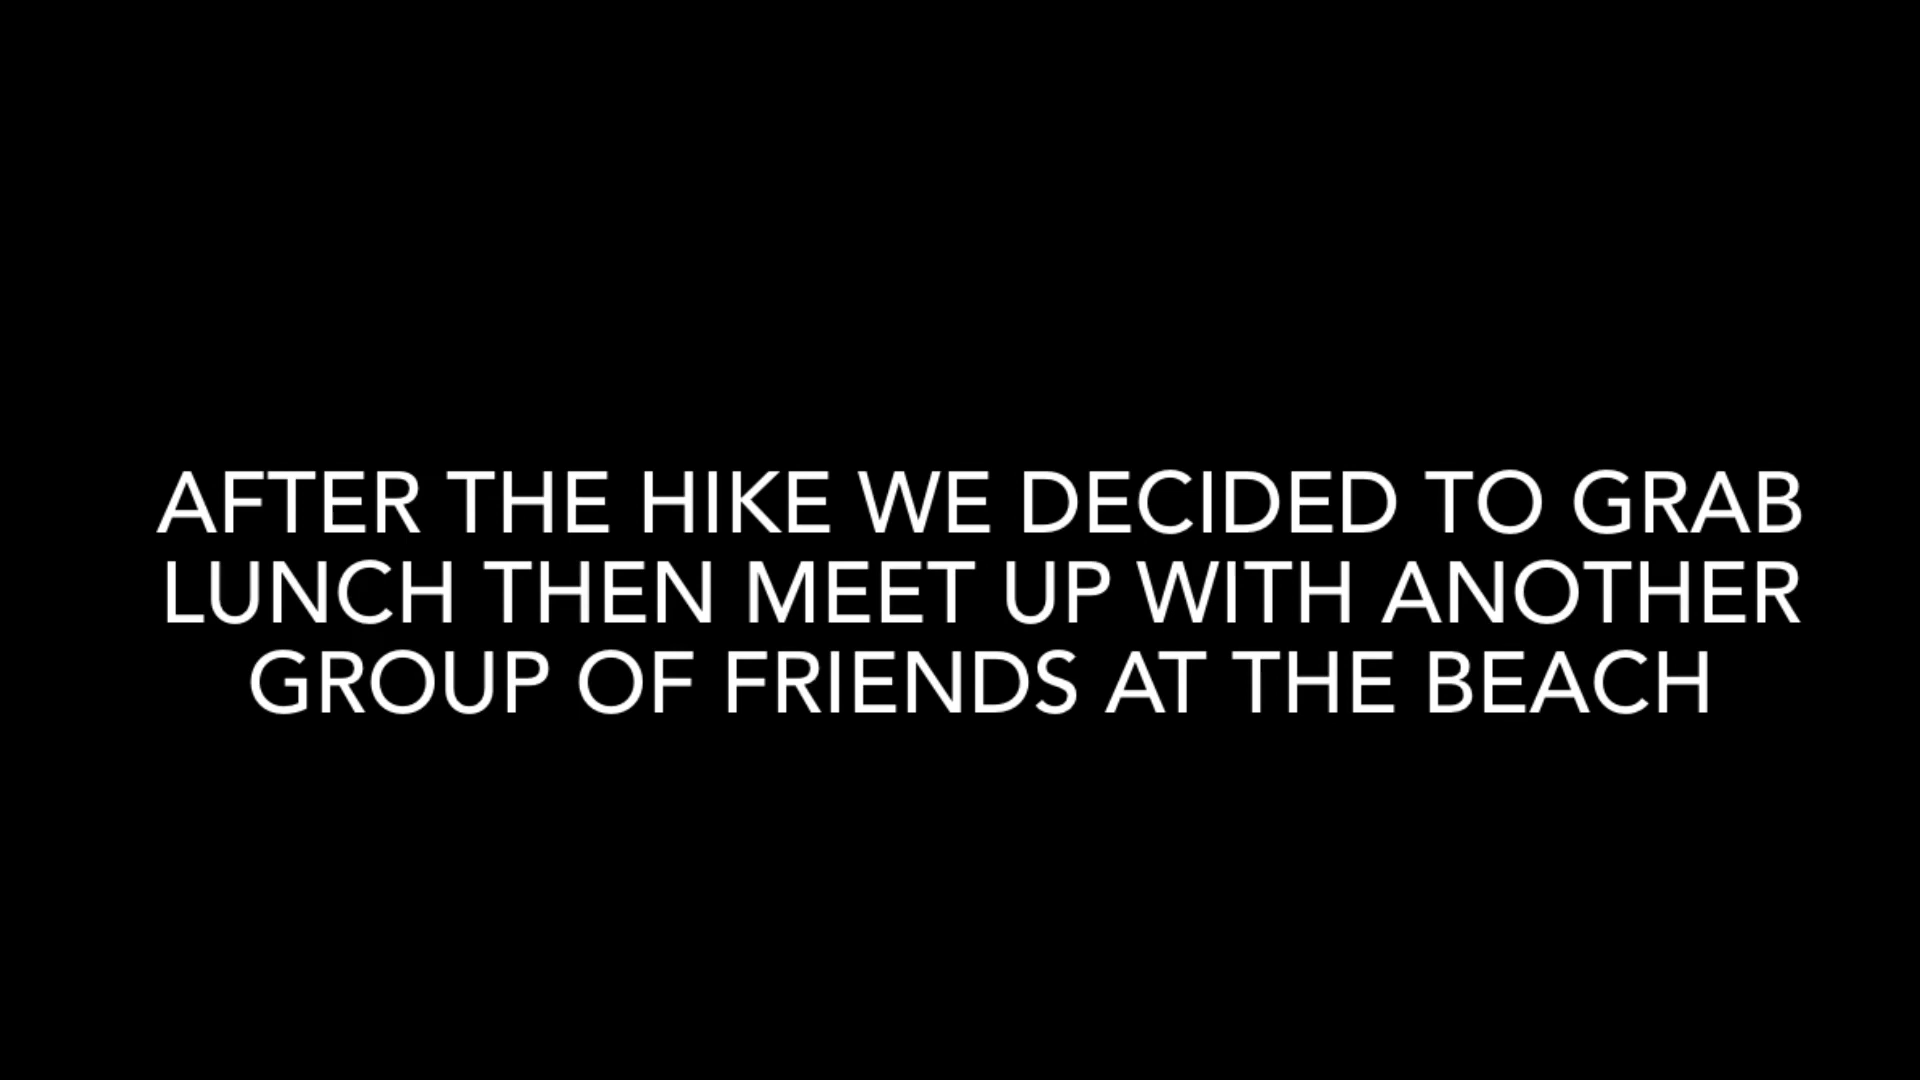 AFTER THE HIKE WE DECIDED TO GRAB
LUNCH THEN MEET UP WITH ANOTHER
GROUP OF FRIENDS AT THE BEACH